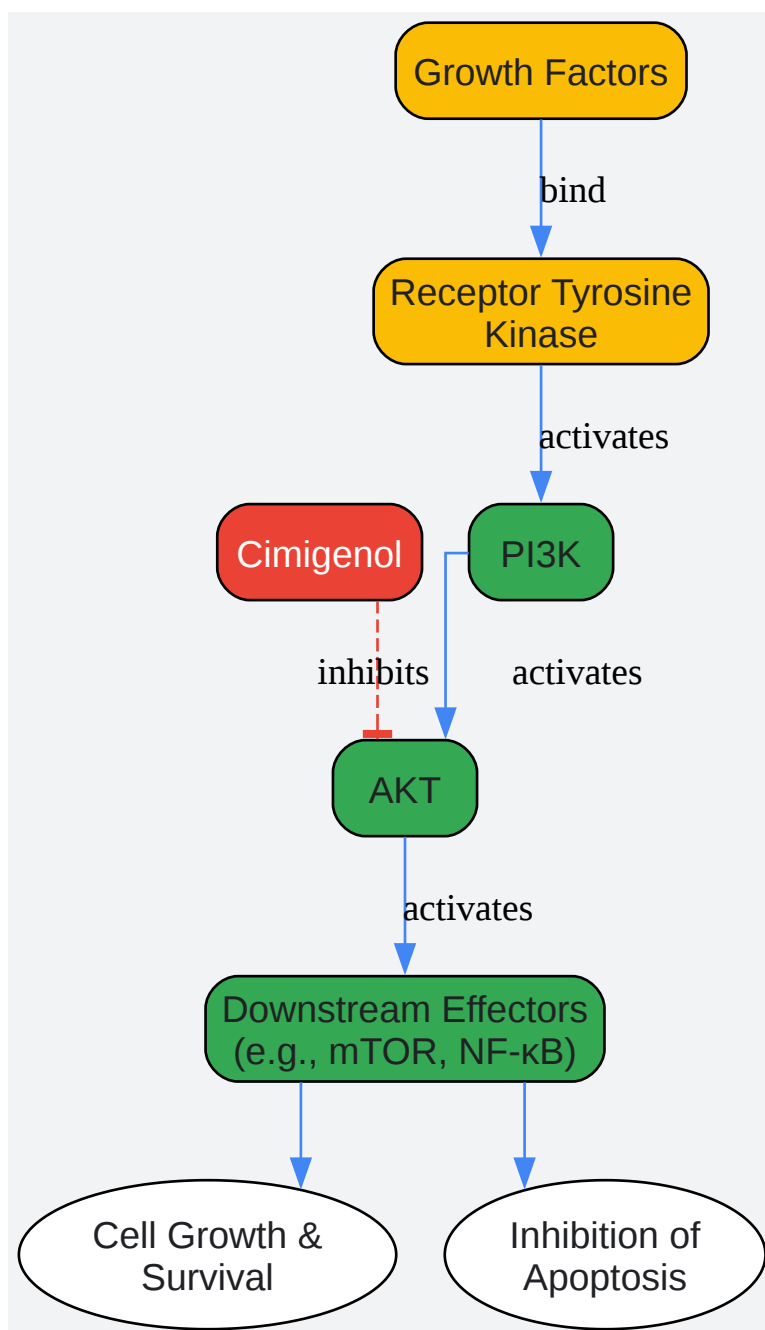 Growth Factors
bind
Receptor Tyrosine
Kinase
activates
Cimigenol
PI3K
inhibits
activates
AKT
activates
Downstream Effectors
(e.g., mTOR, NF-κB)
Cell Growth &
Survival
Inhibition of
Apoptosis